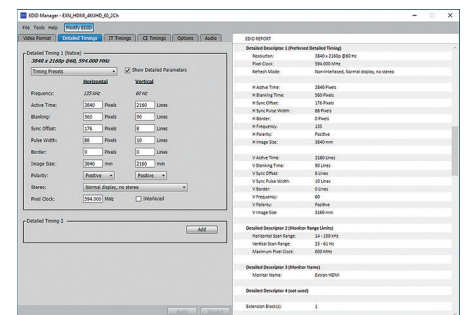 EDID Manager - EXN_HDMI_4KUHD_60_2Ch
File Tools Help Modify EDID
Video Format Detailed Timings IT Timings CE Timings Options Audio
Detailed Timing 1 (Native)
3840 x 2160p @60, 594.000 MHz
Timing Presets Show Detailed Parameters
Horizontal Vertical
Frequency: 135 kHz 60 Hz
Active Time: 3840 Pixels 2160 Lines
Blanking: 560 Pixels 90 Lines
Sync Offset: 176 Pixels 8 Lines
Pulse Width: 88 Pixels 10 Lines
Border: 0 Pixels 0 Lines
Image Size: 3840 mm 2160 mm
Polarity: Positive Positive
Stereo: Normal display, no stereo
Pixel Clock: 594.000 MHz Interlaced
Detailed Timing 2
Add
Apply Discard
EDID REPORT
Detailed Descriptor 1 (Preferred Detailed Timing)
Resolution: 3840 x 2160p @60 Hz
Pixel Clock: 594.000 MHz
Refresh Mode: Non-interlaced, Normal display, no stereo
H Active Time: 3840 Pixels
H Blanking Time: 560 Pixels
H Sync Offset: 176 Pixels
H Sync Pulse Width: 88 Pixels
H Border: 0 Pixels
H Frequency: 135
H Polarity: Positive
H Image Size: 3840 mm
V Active Time: 2160 Lines
V Blanking Time: 90 Lines
V Sync Offset: 8 Lines
V Sync Pulse Width: 10 Lines
V Border: 0 Lines
V Frequency: 60
V Polarity: Positive
V Image Size: 2160 mm
Detailed Descriptor 2 (Monitor Range Limits)
Horizontal Scan Range: 14 - 150 kHz
Vertical Scan Range: 23 - 61 Hz
Maximum Pixel Clock: 600 MHz
Detailed Descriptor 3 (Monitor Name)
Monitor Name: Extron HDMI
Detailed Descriptor 4 (not used)
Extension Block(s): 1